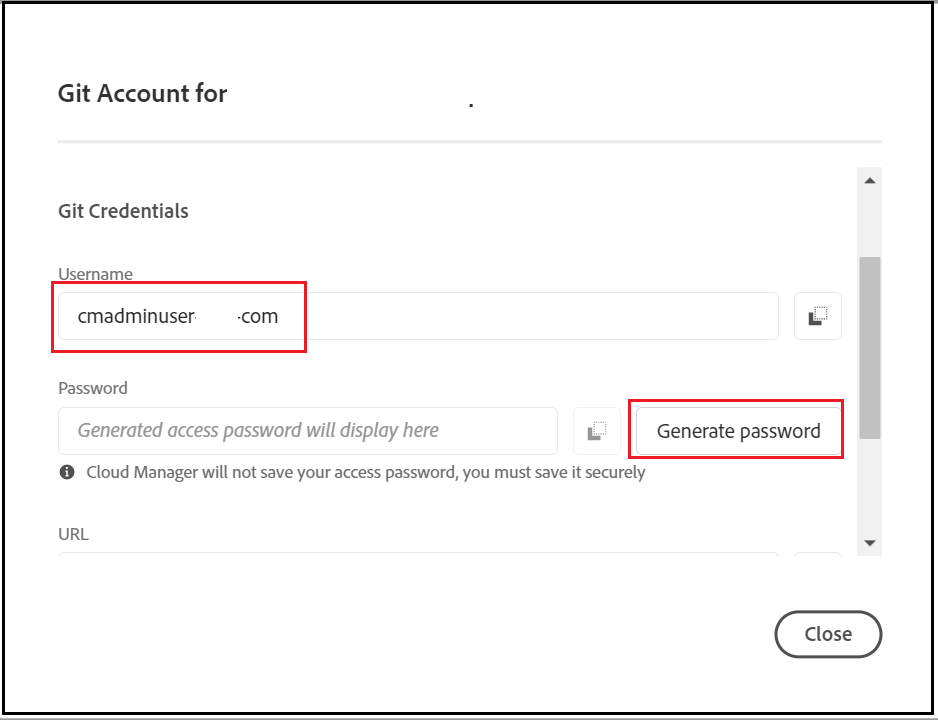 Git Account for
Git Credentials
Username
cmadminuser .com
Password
Generated access password will display here
Generate password
Cloud Manager will not save your access password, you must save it securely
URL
Close